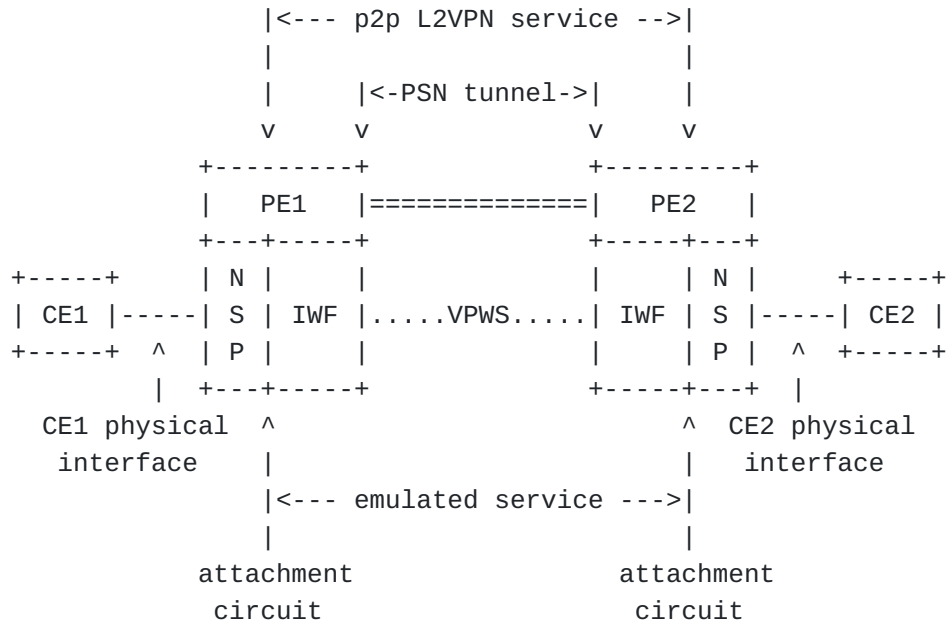 |<--- p2p L2VPN service -->|
|                          |
|     |<-PSN tunnel->|     |
v     v              v     v
+---------+              +---------+
|   PE1   |==============|   PE2   |
+---+-----+              +-----+---+
+-----+     | N |     |              |     | N |     +-----+
| CE1 |-----| S | IWF |.....VPWS.....| IWF | S |-----| CE2 |
+-----+  ^  | P |     |              |     | P |  ^  +-----+
|  +---+-----+              +-----+---+  |
CE1 physical  ^                          ^  CE2 physical
interface    |                          |   interface
|<--- emulated service --->|
|                          |
attachment                 attachment
circuit                    circuit